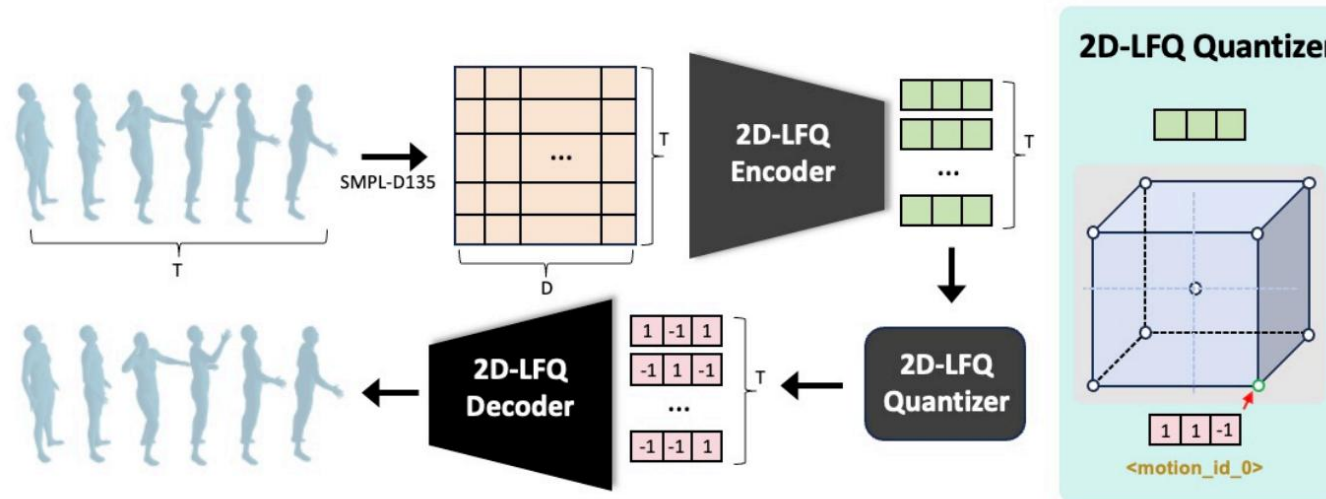 T
SMPL-D135
...
T
D
2D-LFQ
Encoder
...
T
2D-LFQ
Quantizer
1 -1 1
-1 1 -1
...
-1 -1 1
T
2D-LFQ
Decoder
2D-LFQ Quantizer
1 1 -1
<motion_id_0>